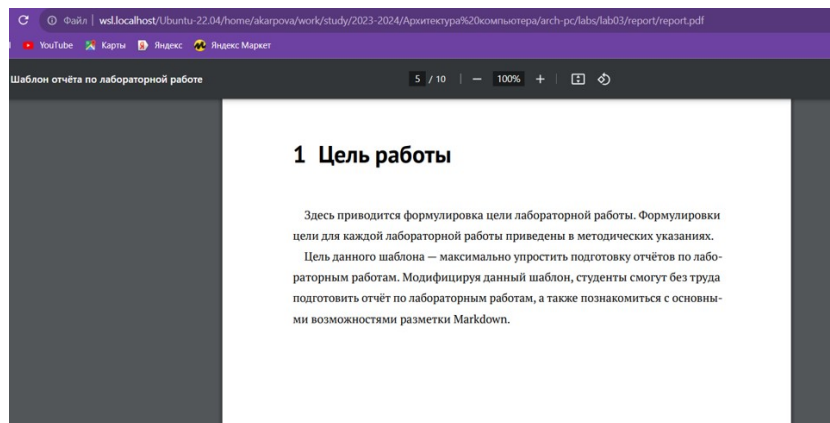 Файл | wsl.localhost/Ubuntu-22.04/home/akarpova/work/study/2023-2024/Архитектура%20компьютера/arch-pc/labs/lab03/report/report.pdf
YouTube Карты Яндекс Яндекс Маркет
Шаблон отчёта по лабораторной работе 5 / 10 | − 100% + |
1 Цель работы
Здесь приводится формулировка цели лабораторной работы. Формулировки
цели для каждой лабораторной работы приведены в методических указаниях.
Цель данного шаблона — максимально упростить подготовку отчётов по лабо-
раторным работам. Модифицируя данный шаблон, студенты смогут без труда
подготовить отчёт по лабораторным работам, а также познакомиться с основны-
ми возможностями разметки Markdown.